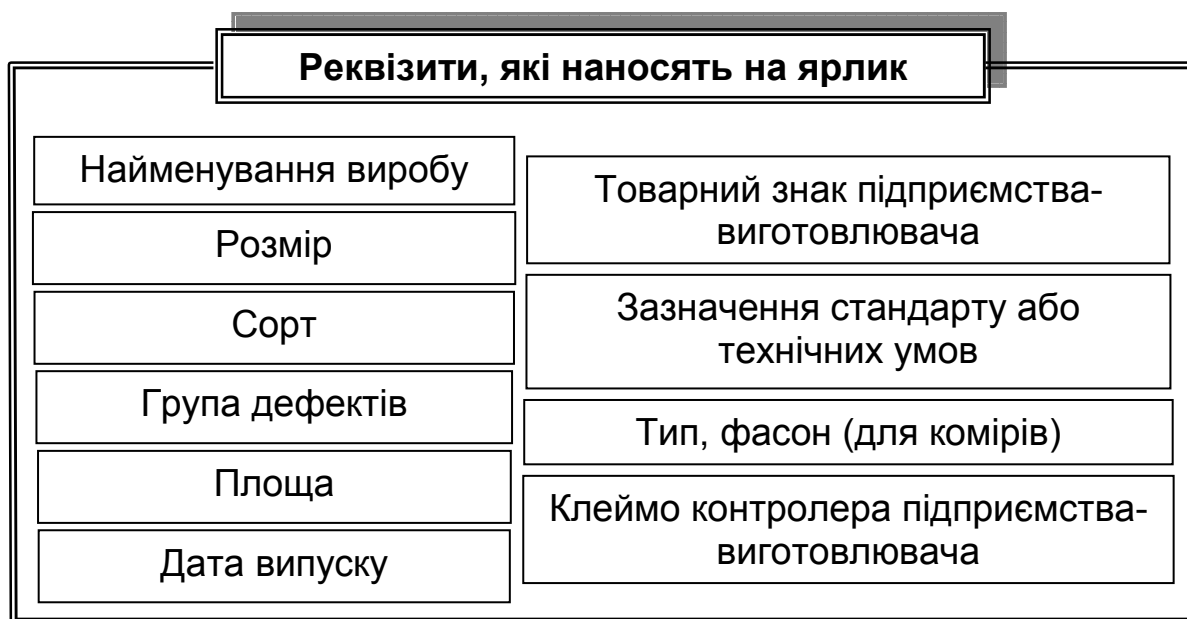 Реквізити, які наносять на ярлик
Найменування виробу
Розмір
Сорт
Група дефектів
Площа
Дата випуску
Товарний знак підприємства-
виготовлювача
Зазначення стандарту або
технічних умов
Тип, фасон (для комірів)
Клеймо контролера підприємства-
виготовлювача